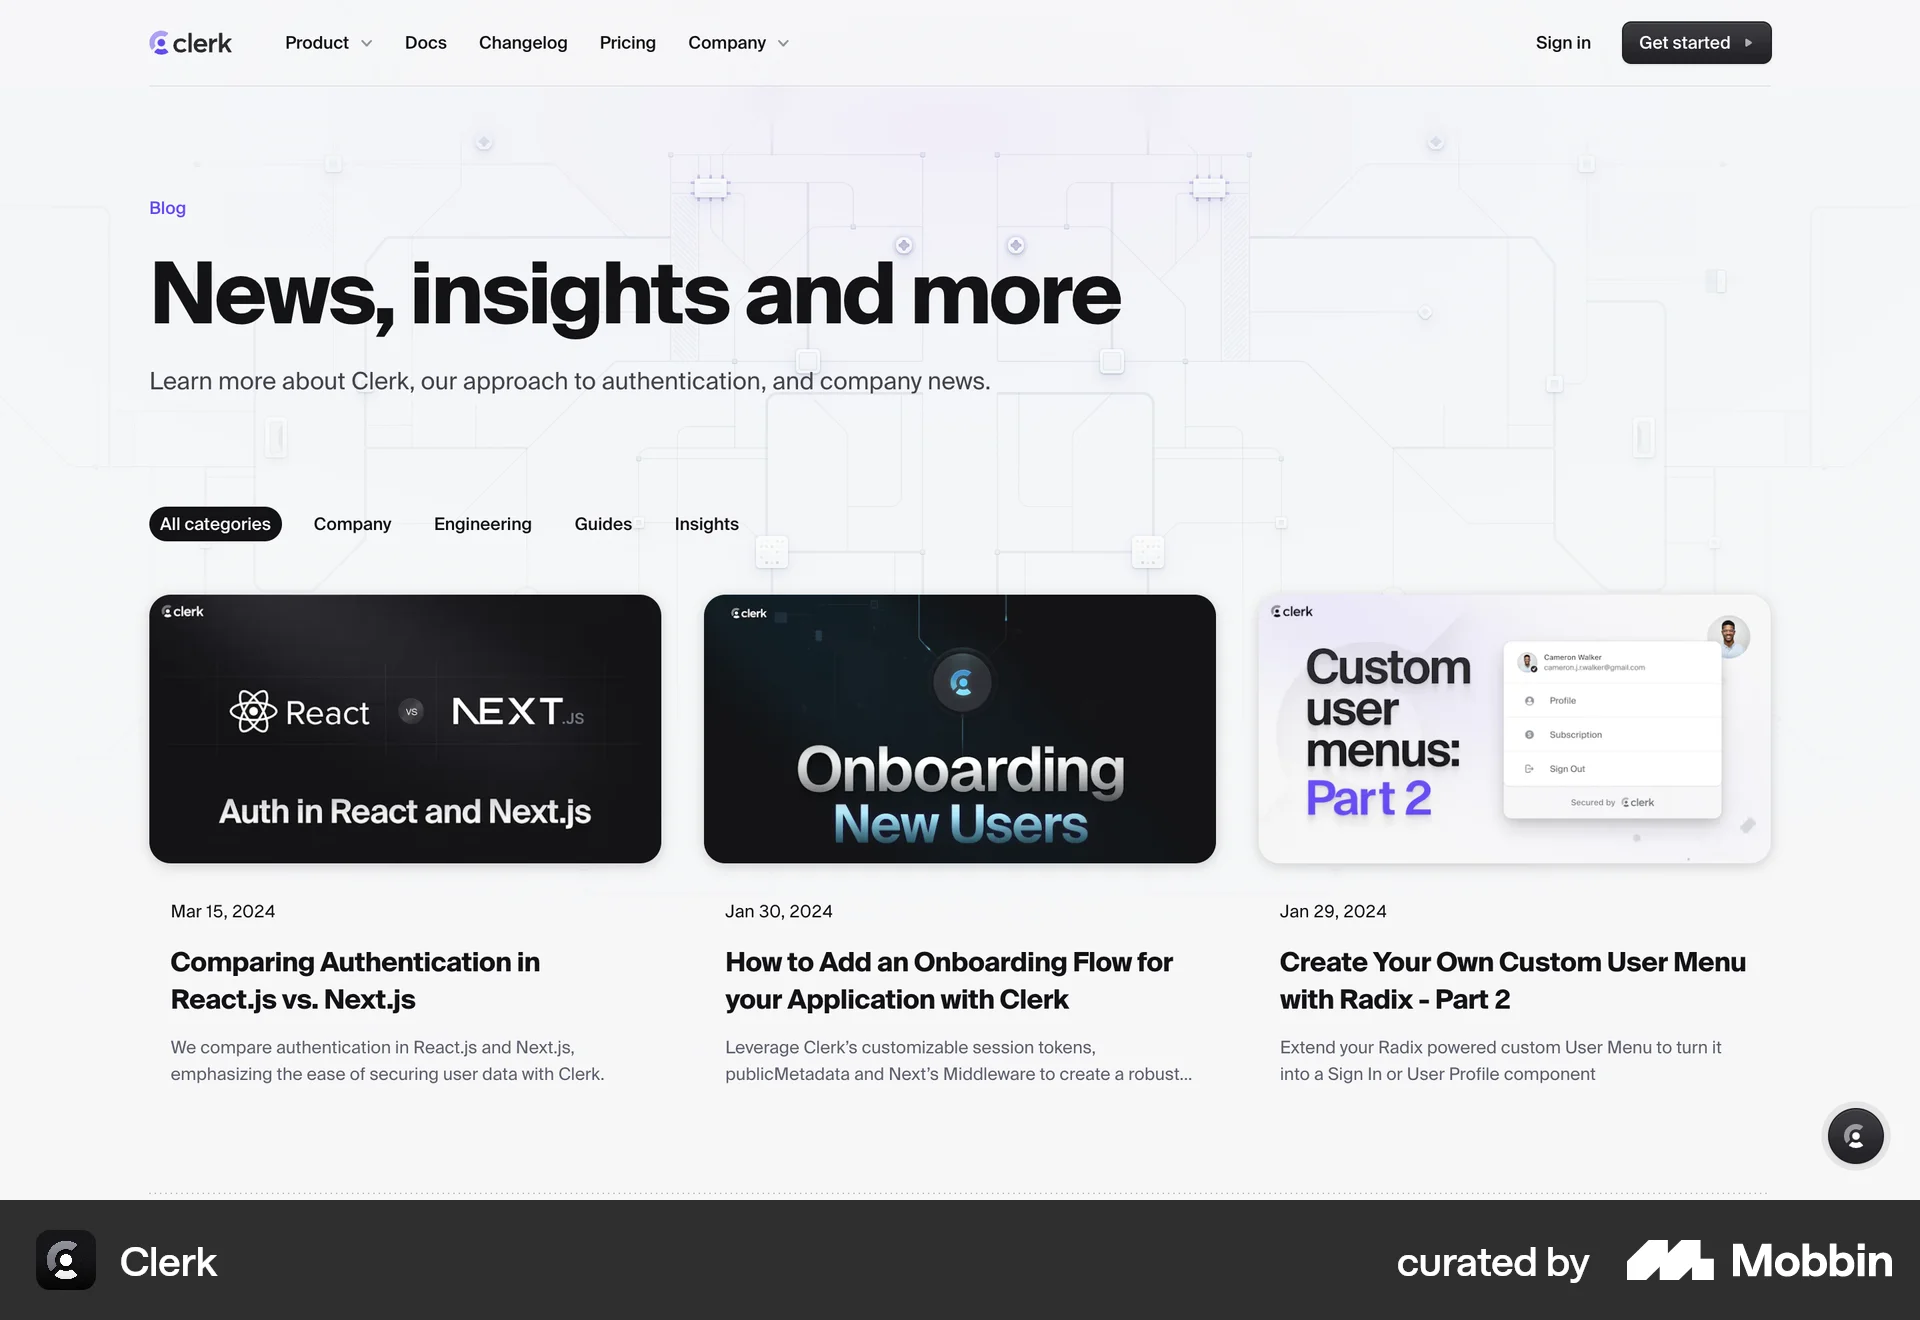 clerk Product Docs Changelog Pricing Company Sign in Get started
Blog
News, insights and more
Learn more about Clerk, our approach to authentication, and company news.
All categories Company Engineering Guides Insights
clerk
React vs NEXT.JS
Auth in React and Next.js
clerk
Onboarding
New Users
clerk
Custom
user
menus:
Part 2
Cameron Walker
cameron.j.r.walker@gmail.com
Profile
Subscription
Sign Out
Secured by clerk
Mar 15, 2024
Comparing Authentication in
React.js vs. Next.js
We compare authentication in React.js and Next.js,
emphasizing the ease of securing user data with Clerk.
Jan 30, 2024
How to Add an Onboarding Flow for
your Application with Clerk
Leverage Clerk’s customizable session tokens,
publicMetadata and Next’s Middleware to create a robust...
Jan 29, 2024
Create Your Own Custom User Menu
with Radix - Part 2
Extend your Radix powered custom User Menu to turn it
into a Sign In or User Profile component
Clerk curated by Mobbin